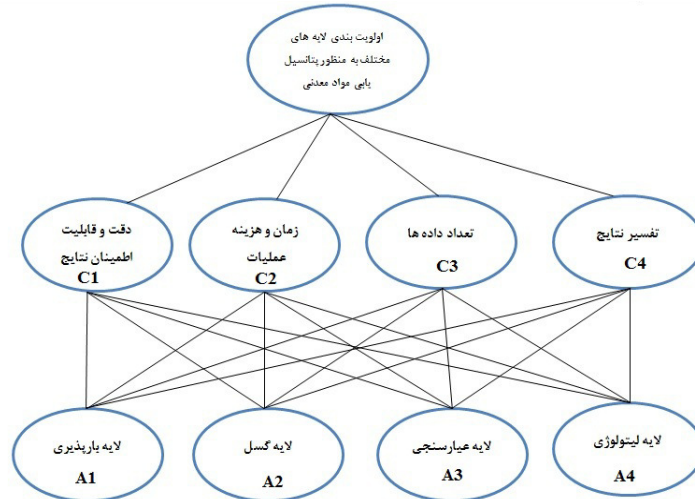 اولویت بندی لایه های
مختلف به منظور پتانسیل
یابی مواد معدنی
دقت و قابلیت
اطمینان نتایج
C1
زمان و هزینه
عملیات
C2
تعداد داده ها
C3
تفسیر نتایج
C4
لایه بارپذیری
A1
لایه گسل
A2
لایه عیارسنجی
A3
لایه لیتولوژی
A4